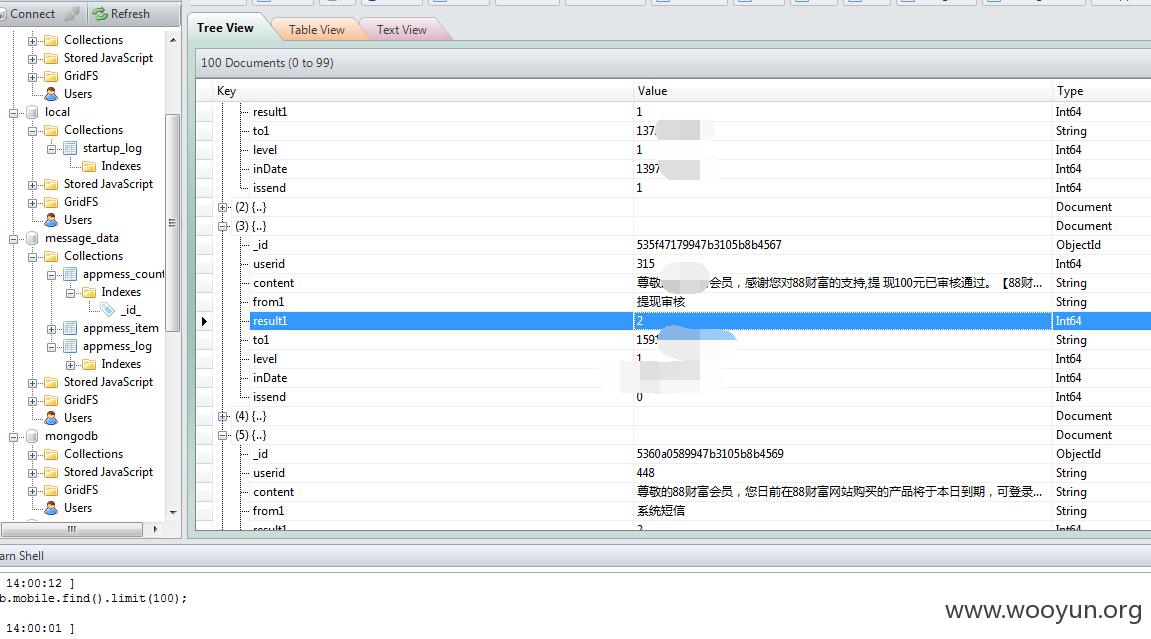 Connect
Refresh
Collections
Stored JavaScript
GridFS
Users
local
Collections
startup_log
Indexes
Stored JavaScript
GridFS
Users
message_data
Collections
appmess_count
Indexes
_id_
appmess_item
appmess_log
Indexes
Stored JavaScript
GridFS
Users
mongodb
Collections
Stored JavaScript
GridFS
Users
Tree View
Table View
Text View
100 Documents (0 to 99)
Key Value Type
result1 1 Int64
to1 137 String
level 1 Int64
inDate 1397 Int64
issend 1 Int64
(2) {..} Document
(3) {..} Document
_id 535f47179947b3105b8b4567 ObjectId
userid 315 Int64
content 尊敬 会员，感谢您对88财富的支持,提 现100元已审核通过。【88财... String
from1 提现审核 String
result1 2 Int64
to1 159 String
level 1 Int64
inDate Int64
issend 0 Int64
(4) {..} Document
(5) {..} Document
_id 5360a0589947b3105b8b4569 ObjectId
userid 448 String
content 尊敬的88财富会员，您日前在88财富网站购买的产品将于本日到期，可登录... String
from1 系统短信 String
result1 2 Int64
arn Shell
14:00:12 ]
b.mobile.find().limit(100);
14:00:01 ]
www.wooyun.org